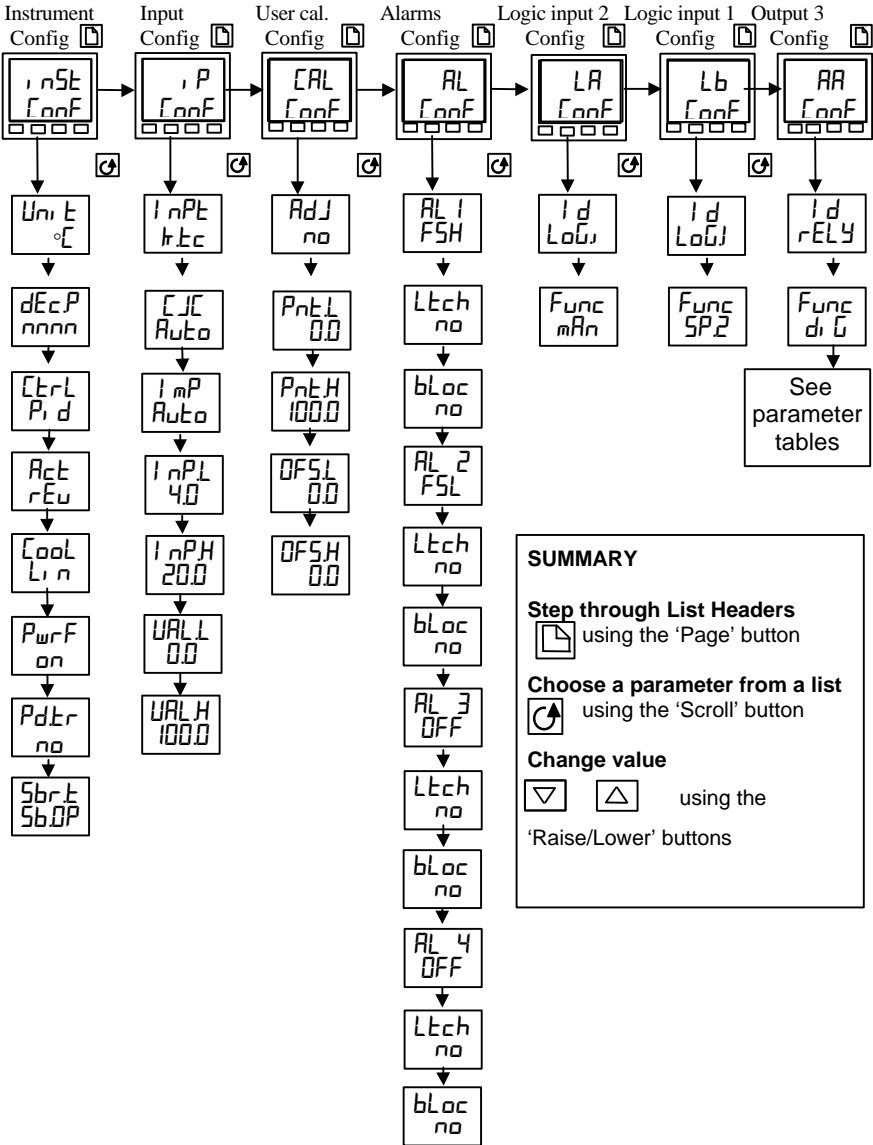 Instrument Config
Input Config
User cal. Config
Alarms Config
Logic input 2 Config
Logic input 1 Config
Output 3 Config
inSt ConF
iP ConF
CAL ConF
AL ConF
LA ConF
Lb ConF
AA ConF
Unit
°C
dEc.P
nnnn
CtrL
Pid
Act
rEv
CooL
Lin
PwrF
on
Pd.tr
no
Sbr.t
Sb.OP
InPt
k.tc
CJC
Auto
ImP
Auto
InP.L
4.0
InP.H
20.0
VAL.L
0.0
VAL.H
100.0
AdJ
no
Pnt.L
0.0
Pnt.H
100.0
OFS.L
0.0
OFS.H
0.0
AL 1
FSH
Ltch
no
bLoc
no
AL 2
FSL
Ltch
no
bLoc
no
AL 3
OFF
Ltch
no
bLoc
no
AL 4
OFF
Ltch
no
bLoc
no
Id
LoG.i
Func
mAn
Id
LoG.i
Func
SP.2
Id
rELY
Func
diG
See
parameter
tables
SUMMARY
Step through List Headers
using the ‘Page’ button
Choose a parameter from a list
using the ‘Scroll’ button
Change value
using the
‘Raise/Lower’ buttons